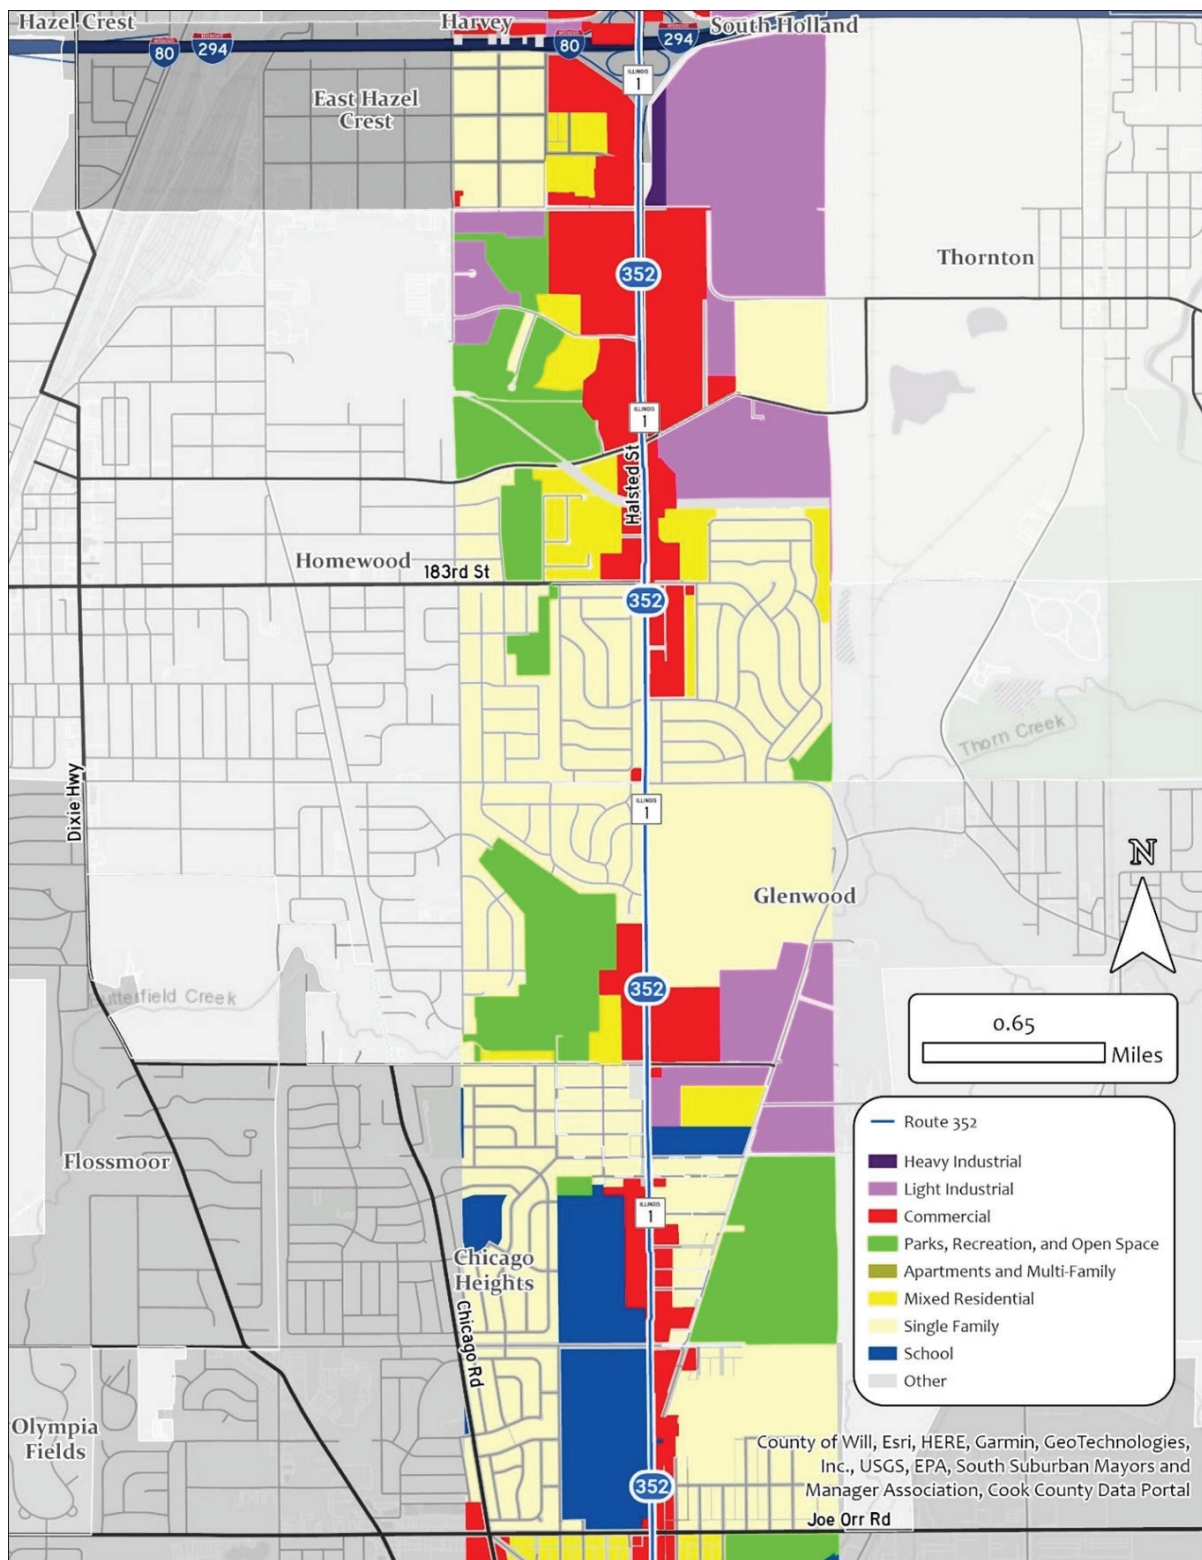 Hazel Crest
Harvey
South Holland
80
294
80
294
ILLINOIS
1
East Hazel
Crest
Thornton
352
ILLINOIS
1
Halsted St
Homewood
183rd St
352
Thorn Creek
Dixie Hwy
ILLINOIS
1
N
Glenwood
352
Butterfield Creek
0.65
Miles
Route 352
Heavy Industrial
Light Industrial
Commercial
Parks, Recreation, and Open Space
Apartments and Multi-Family
Mixed Residential
Single Family
School
Other
Flossmoor
ILLINOIS
1
Chicago
Heights
Chicago Rd
Olympia
Fields
352
County of Will, Esri, HERE, Garmin, GeoTechnologies,
Inc., USGS, EPA, South Suburban Mayors and
Manager Association, Cook County Data Portal
Joe Orr Rd